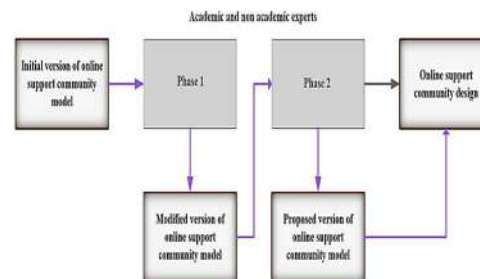 Academic and non academic experts
Initial version of online
support community
model
Phase 1
Phase 2
Online support
community design
Modified version of
online support
community model
Proposed version of
online support
community model